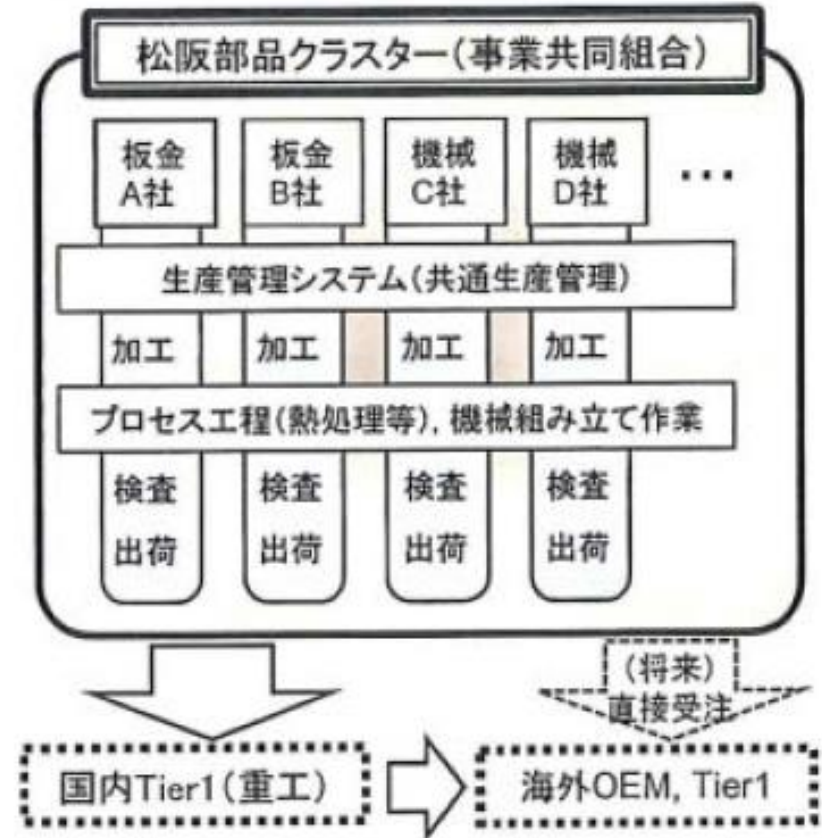 松阪部品クラスター(事業共同組合)
板金
A社
板金
B社
機械
C社
機械
D社
…
生産管理システム(共通生産管理)
加工 加工 加工 加工
プロセス工程(熱処理等),機械組み立て作業
検査 検査 検査 検査
出荷 出荷 出荷 出荷
(将来)
直接受注
国内Tier1(重工)
海外OEM, Tier1